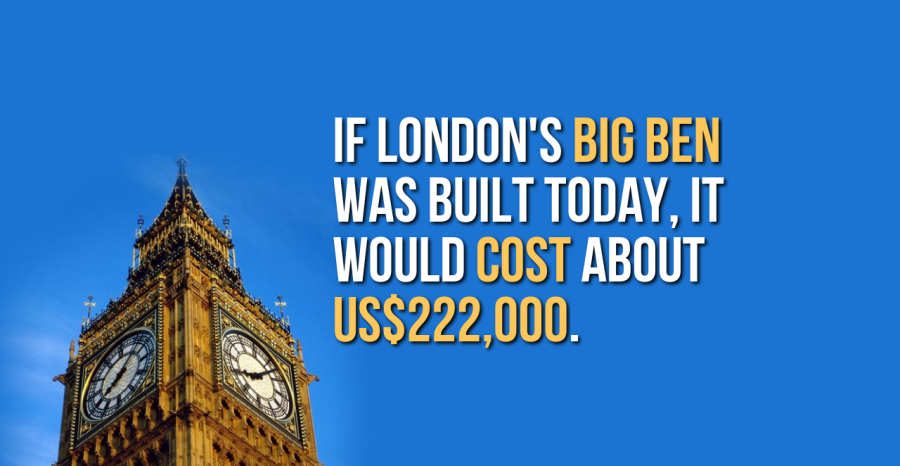 IF LONDON'S BIG BEN
WAS BUILT TODAY, IT
WOULD COST ABOUT
US$222,000.